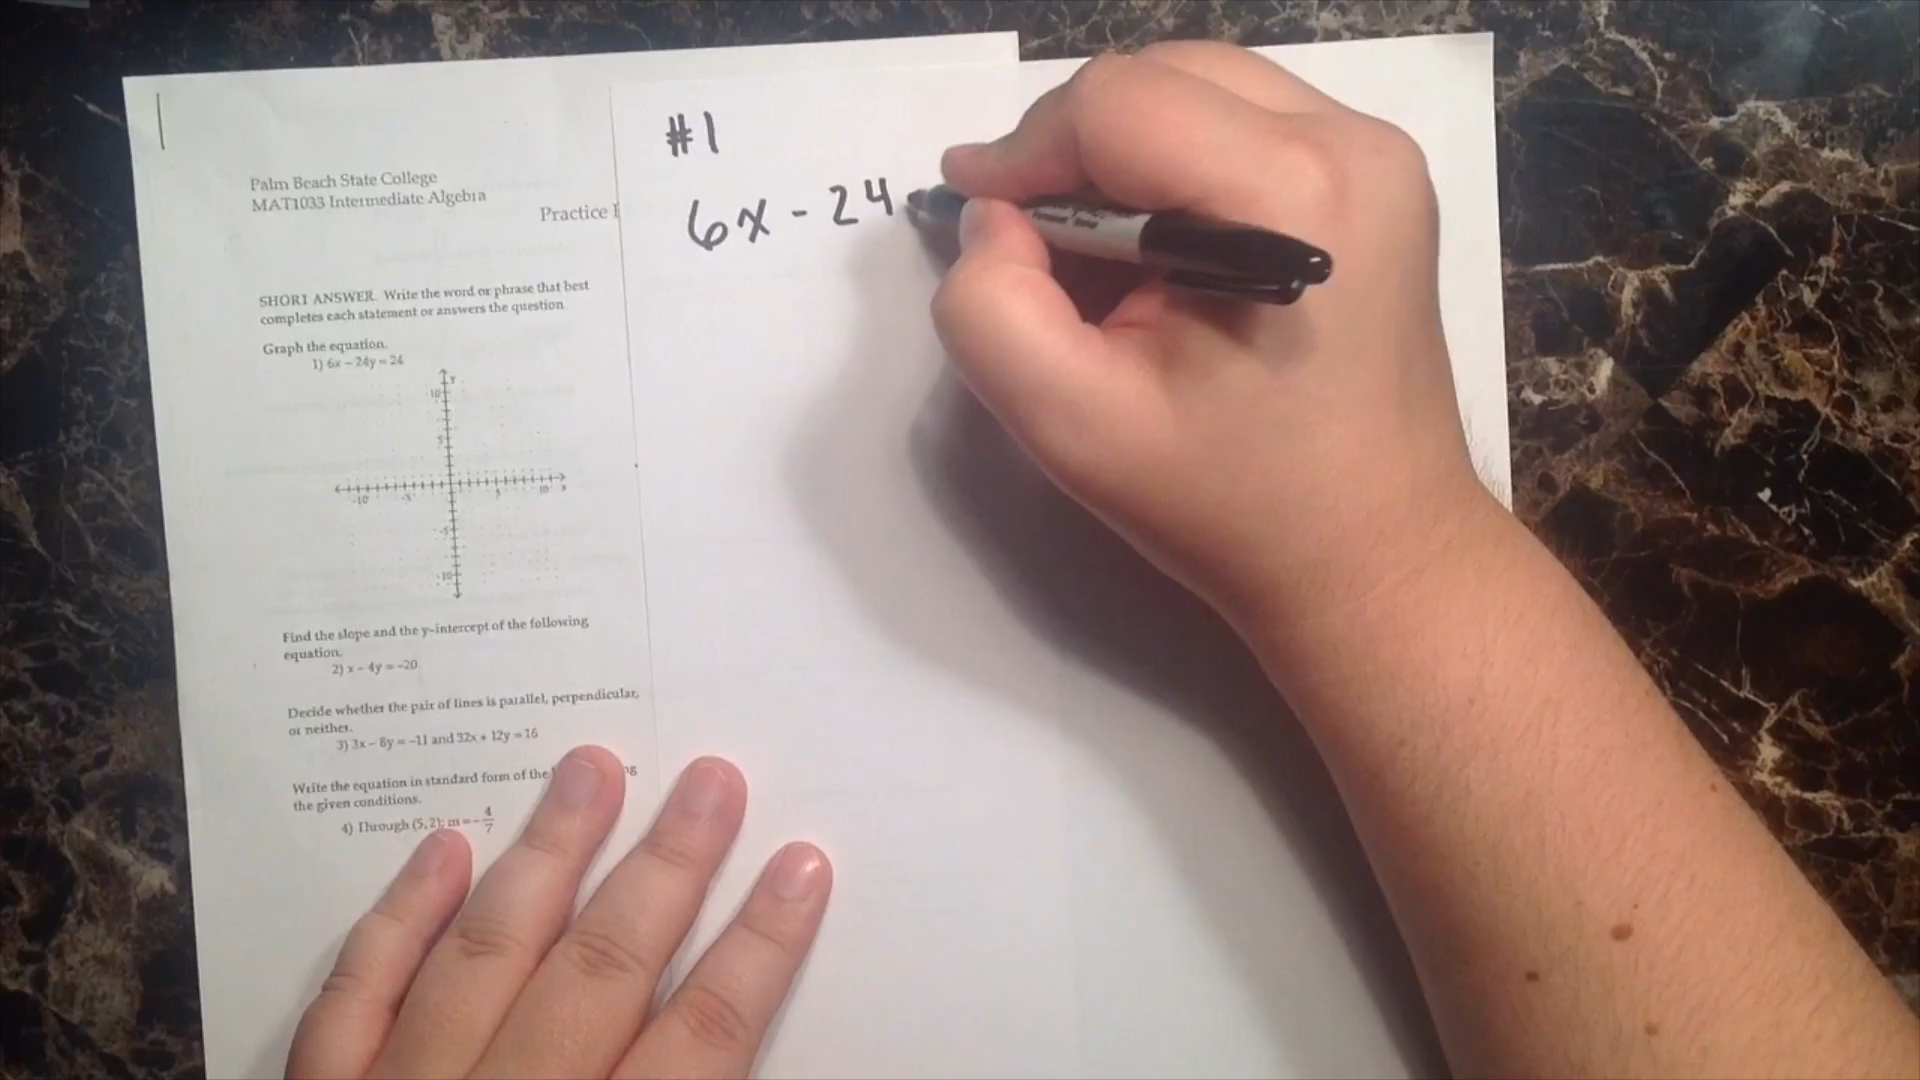 Palm Beach State College
MAT1033 Intermediate Algebra
Practice
SHORT ANSWER. Write the word or phrase that best
completes each statement or answers the question.
Graph the equation.
1) 6x - 24y = 24
y
10
5
-10 -5 5 10 x
-5
-10
Find the slope and the y-intercept of the following
equation.
2) x - 4y = -20
Decide whether the pair of lines is parallel, perpendicular,
or neither.
3) 3x - 8y = -11 and 32x + 12y = 16
Write the equation in standard form of the
the given conditions.
4) Through (5, 2); m = - 4/7
#1
6x - 24